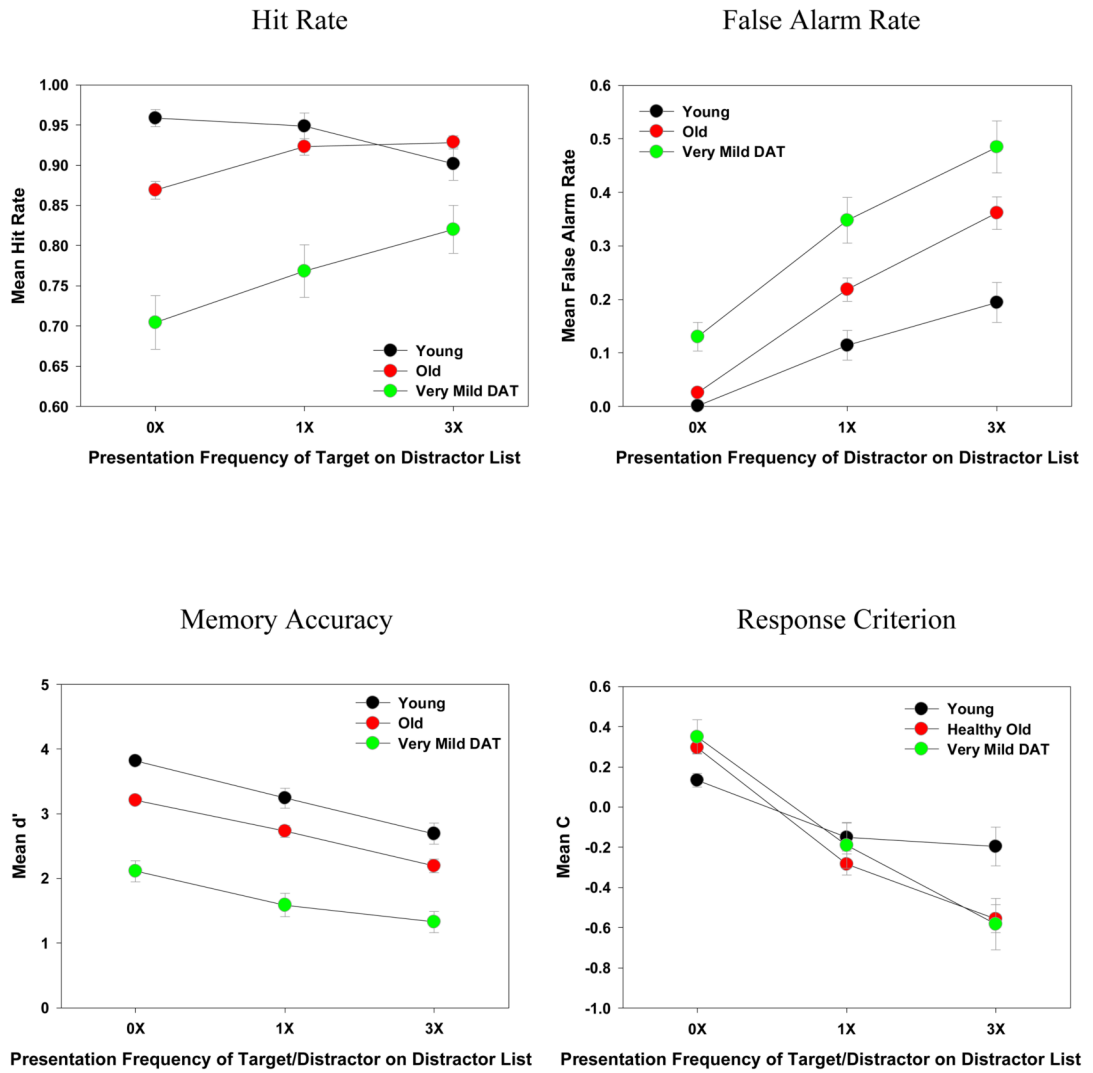 Hit Rate
1.00
0.95
0.90
0.85
0.80
0.75
0.70
0.65
0.60
Mean Hit Rate
Young
Old
Very Mild DAT
0X
1X
3X
Presentation Frequency of Target on Distractor List
False Alarm Rate
0.6
0.5
0.4
0.3
0.2
0.1
0.0
Mean False Alarm Rate
Young
Old
Very Mild DAT
0X
1X
3X
Presentation Frequency of Distractor on Distractor List
Memory Accuracy
5
4
3
2
1
0
Mean d'
Young
Old
Very Mild DAT
0X
1X
3X
Presentation Frequency of Target/Distractor on Distractor List
Response Criterion
0.6
0.4
0.2
0.0
-0.2
-0.4
-0.6
-0.8
-1.0
Mean C
Young
Healthy Old
Very Mild DAT
0X
1X
3X
Presentation Frequency of Target/Distractor on Distractor List